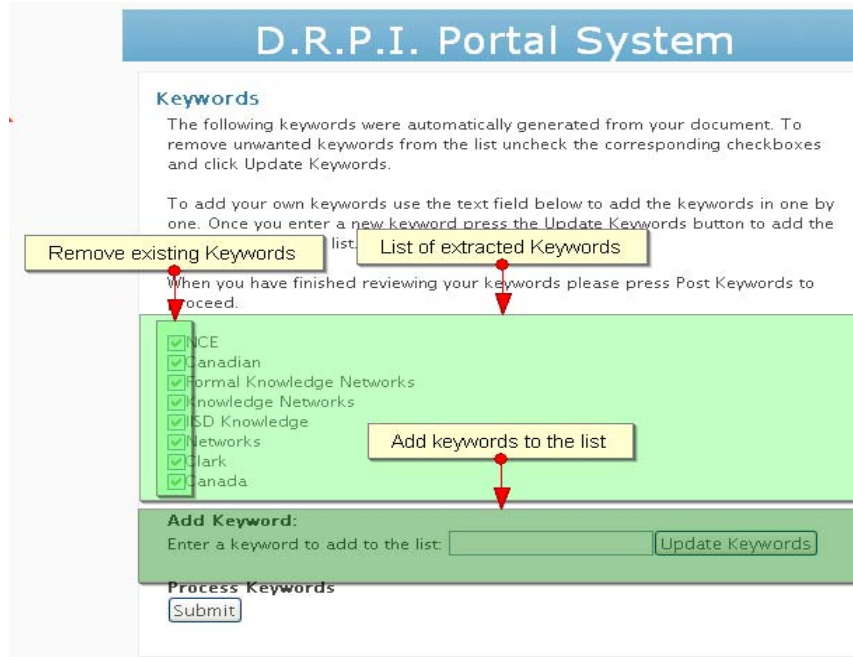 D.R.P.I. Portal System
Keywords
The following keywords were automatically generated from your document. To
remove unwanted keywords from the list uncheck the corresponding checkboxes
and click Update Keywords.
To add your own keywords use the text field below to add the keywords in one by
one. Once you enter a new keyword press the Update Keywords button to add the
list.
Remove existing Keywords
List of extracted Keywords
When you have finished reviewing your keywords please press Post Keywords to
proceed.
NCE
Canadian
Formal Knowledge Networks
Knowledge Networks
IISD Knowledge
Networks
Clark
Canada
Add keywords to the list
Add Keyword:
Enter a keyword to add to the list:
Update Keywords
Process Keywords
Submit